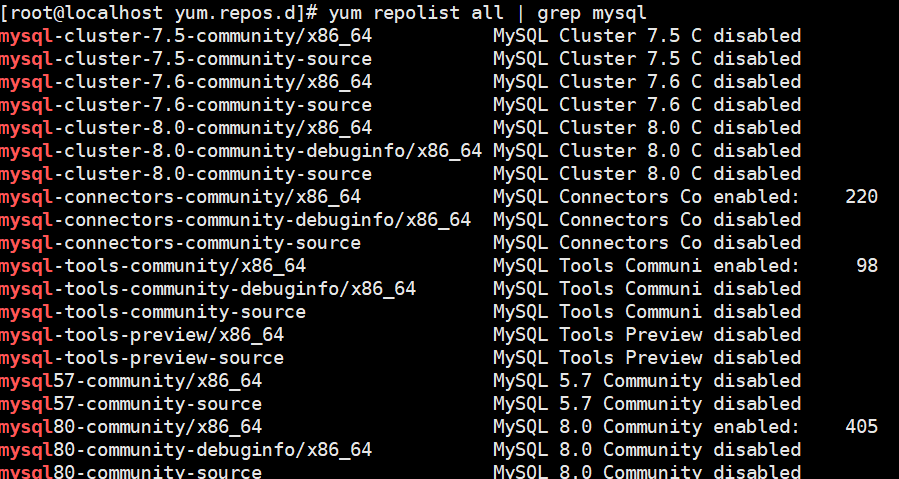 [root@localhost yum.repos.d]# yum repolist all | grep mysql
mysql-cluster-7.5-community/x86_64 MySQL Cluster 7.5 C disabled
mysql-cluster-7.5-community-source MySQL Cluster 7.5 C disabled
mysql-cluster-7.6-community/x86_64 MySQL Cluster 7.6 C disabled
mysql-cluster-7.6-community-source MySQL Cluster 7.6 C disabled
mysql-cluster-8.0-community/x86_64 MySQL Cluster 8.0 C disabled
mysql-cluster-8.0-community-debuginfo/x86_64 MySQL Cluster 8.0 C disabled
mysql-cluster-8.0-community-source MySQL Cluster 8.0 C disabled
mysql-connectors-community/x86_64 MySQL Connectors Co enabled: 220
mysql-connectors-community-debuginfo/x86_64 MySQL Connectors Co disabled
mysql-connectors-community-source MySQL Connectors Co disabled
mysql-tools-community/x86_64 MySQL Tools Communi enabled: 98
mysql-tools-community-debuginfo/x86_64 MySQL Tools Communi disabled
mysql-tools-community-source MySQL Tools Communi disabled
mysql-tools-preview/x86_64 MySQL Tools Preview disabled
mysql-tools-preview-source MySQL Tools Preview disabled
mysql57-community/x86_64 MySQL 5.7 Community disabled
mysql57-community-source MySQL 5.7 Community disabled
mysql80-community/x86_64 MySQL 8.0 Community enabled: 405
mysql80-community-debuginfo/x86_64 MySQL 8.0 Community disabled
mysql80-community-source MySQL 8.0 Community disabled